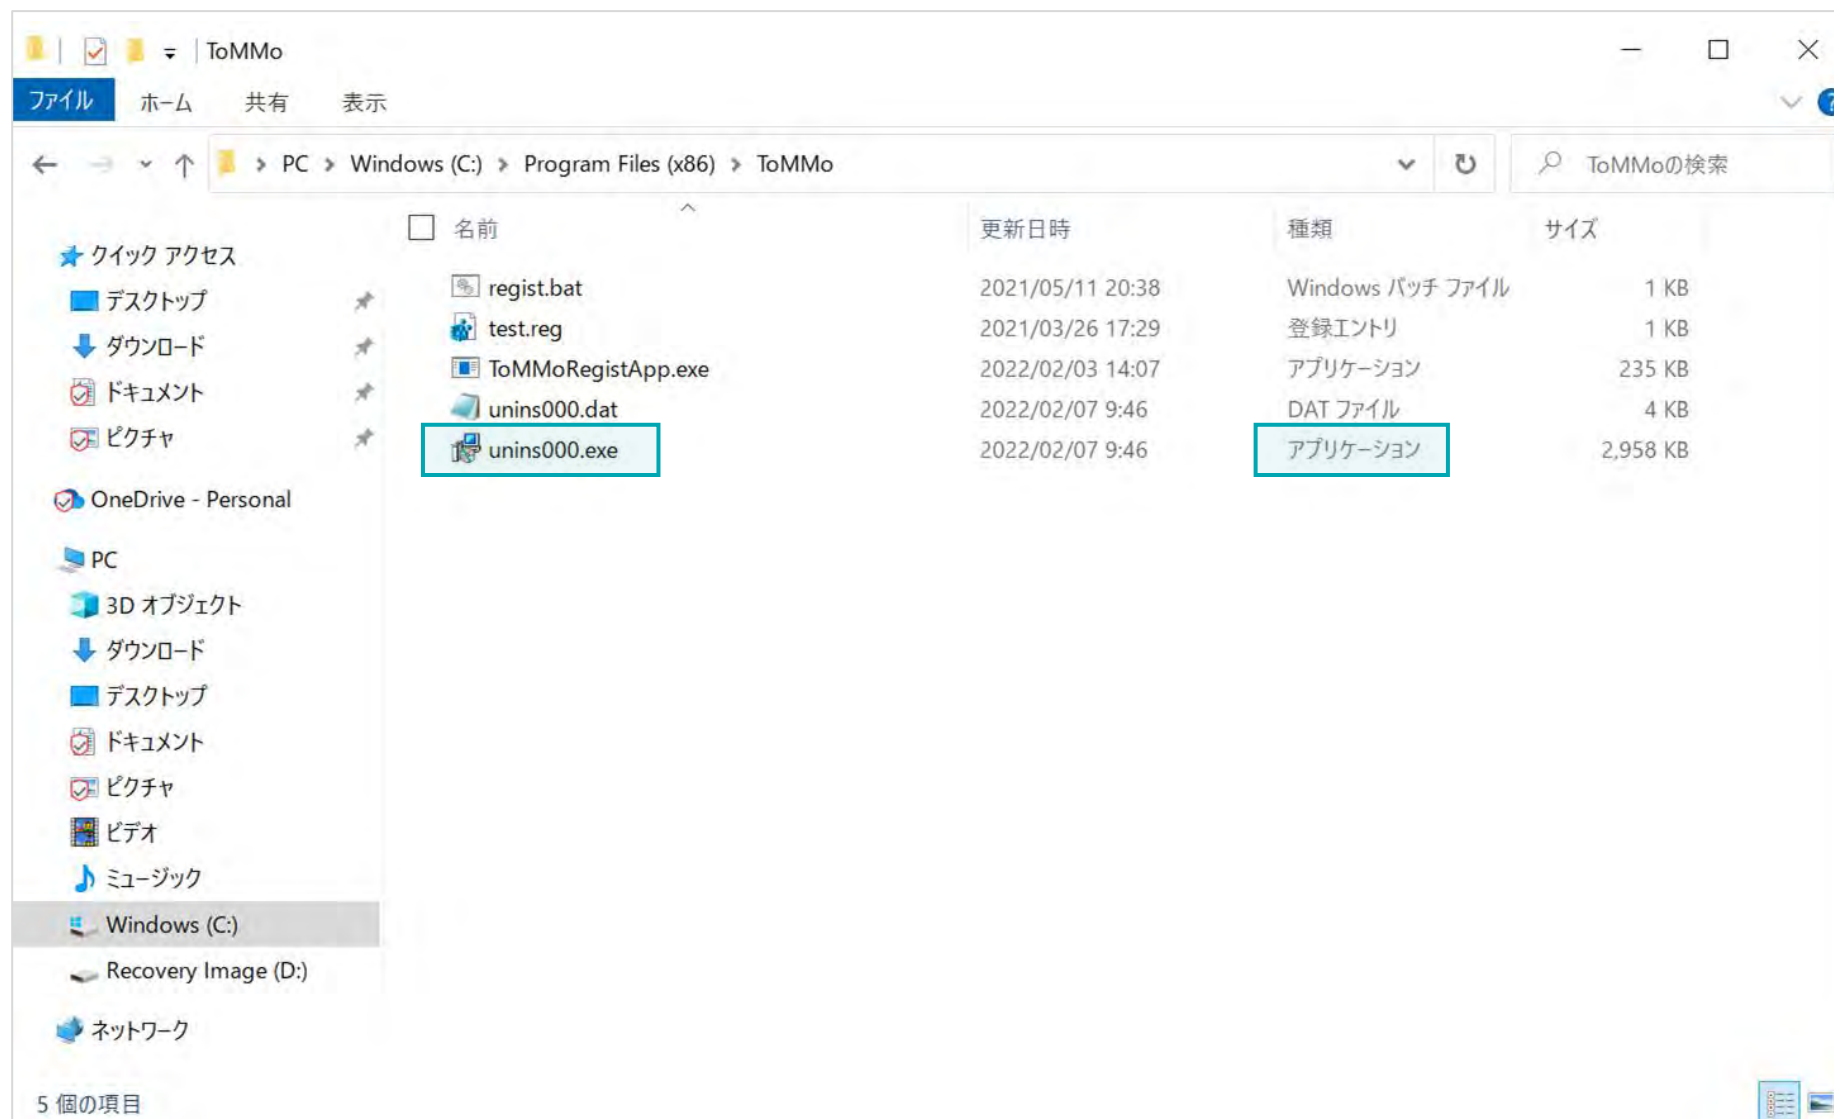 ToMMo
ファイル ホーム 共有 表示
PC Windows (C:) Program Files (x86) ToMMo ToMMoの検索
名前 更新日時 種類 サイズ
クイック アクセス
デスクトップ
ダウンロード
ドキュメント
ピクチャ
OneDrive - Personal
PC
3D オブジェクト
ダウンロード
デスクトップ
ドキュメント
ピクチャ
ビデオ
ミュージック
Windows (C:)
Recovery Image (D:)
ネットワーク
regist.bat 2021/05/11 20:38 Windows バッチ ファイル 1 KB
test.reg 2021/03/26 17:29 登録エントリ 1 KB
ToMMoRegistApp.exe 2022/02/03 14:07 アプリケーション 235 KB
unins000.dat 2022/02/07 9:46 DAT ファイル 4 KB
unins000.exe 2022/02/07 9:46 アプリケーション 2,958 KB
5 個の項目